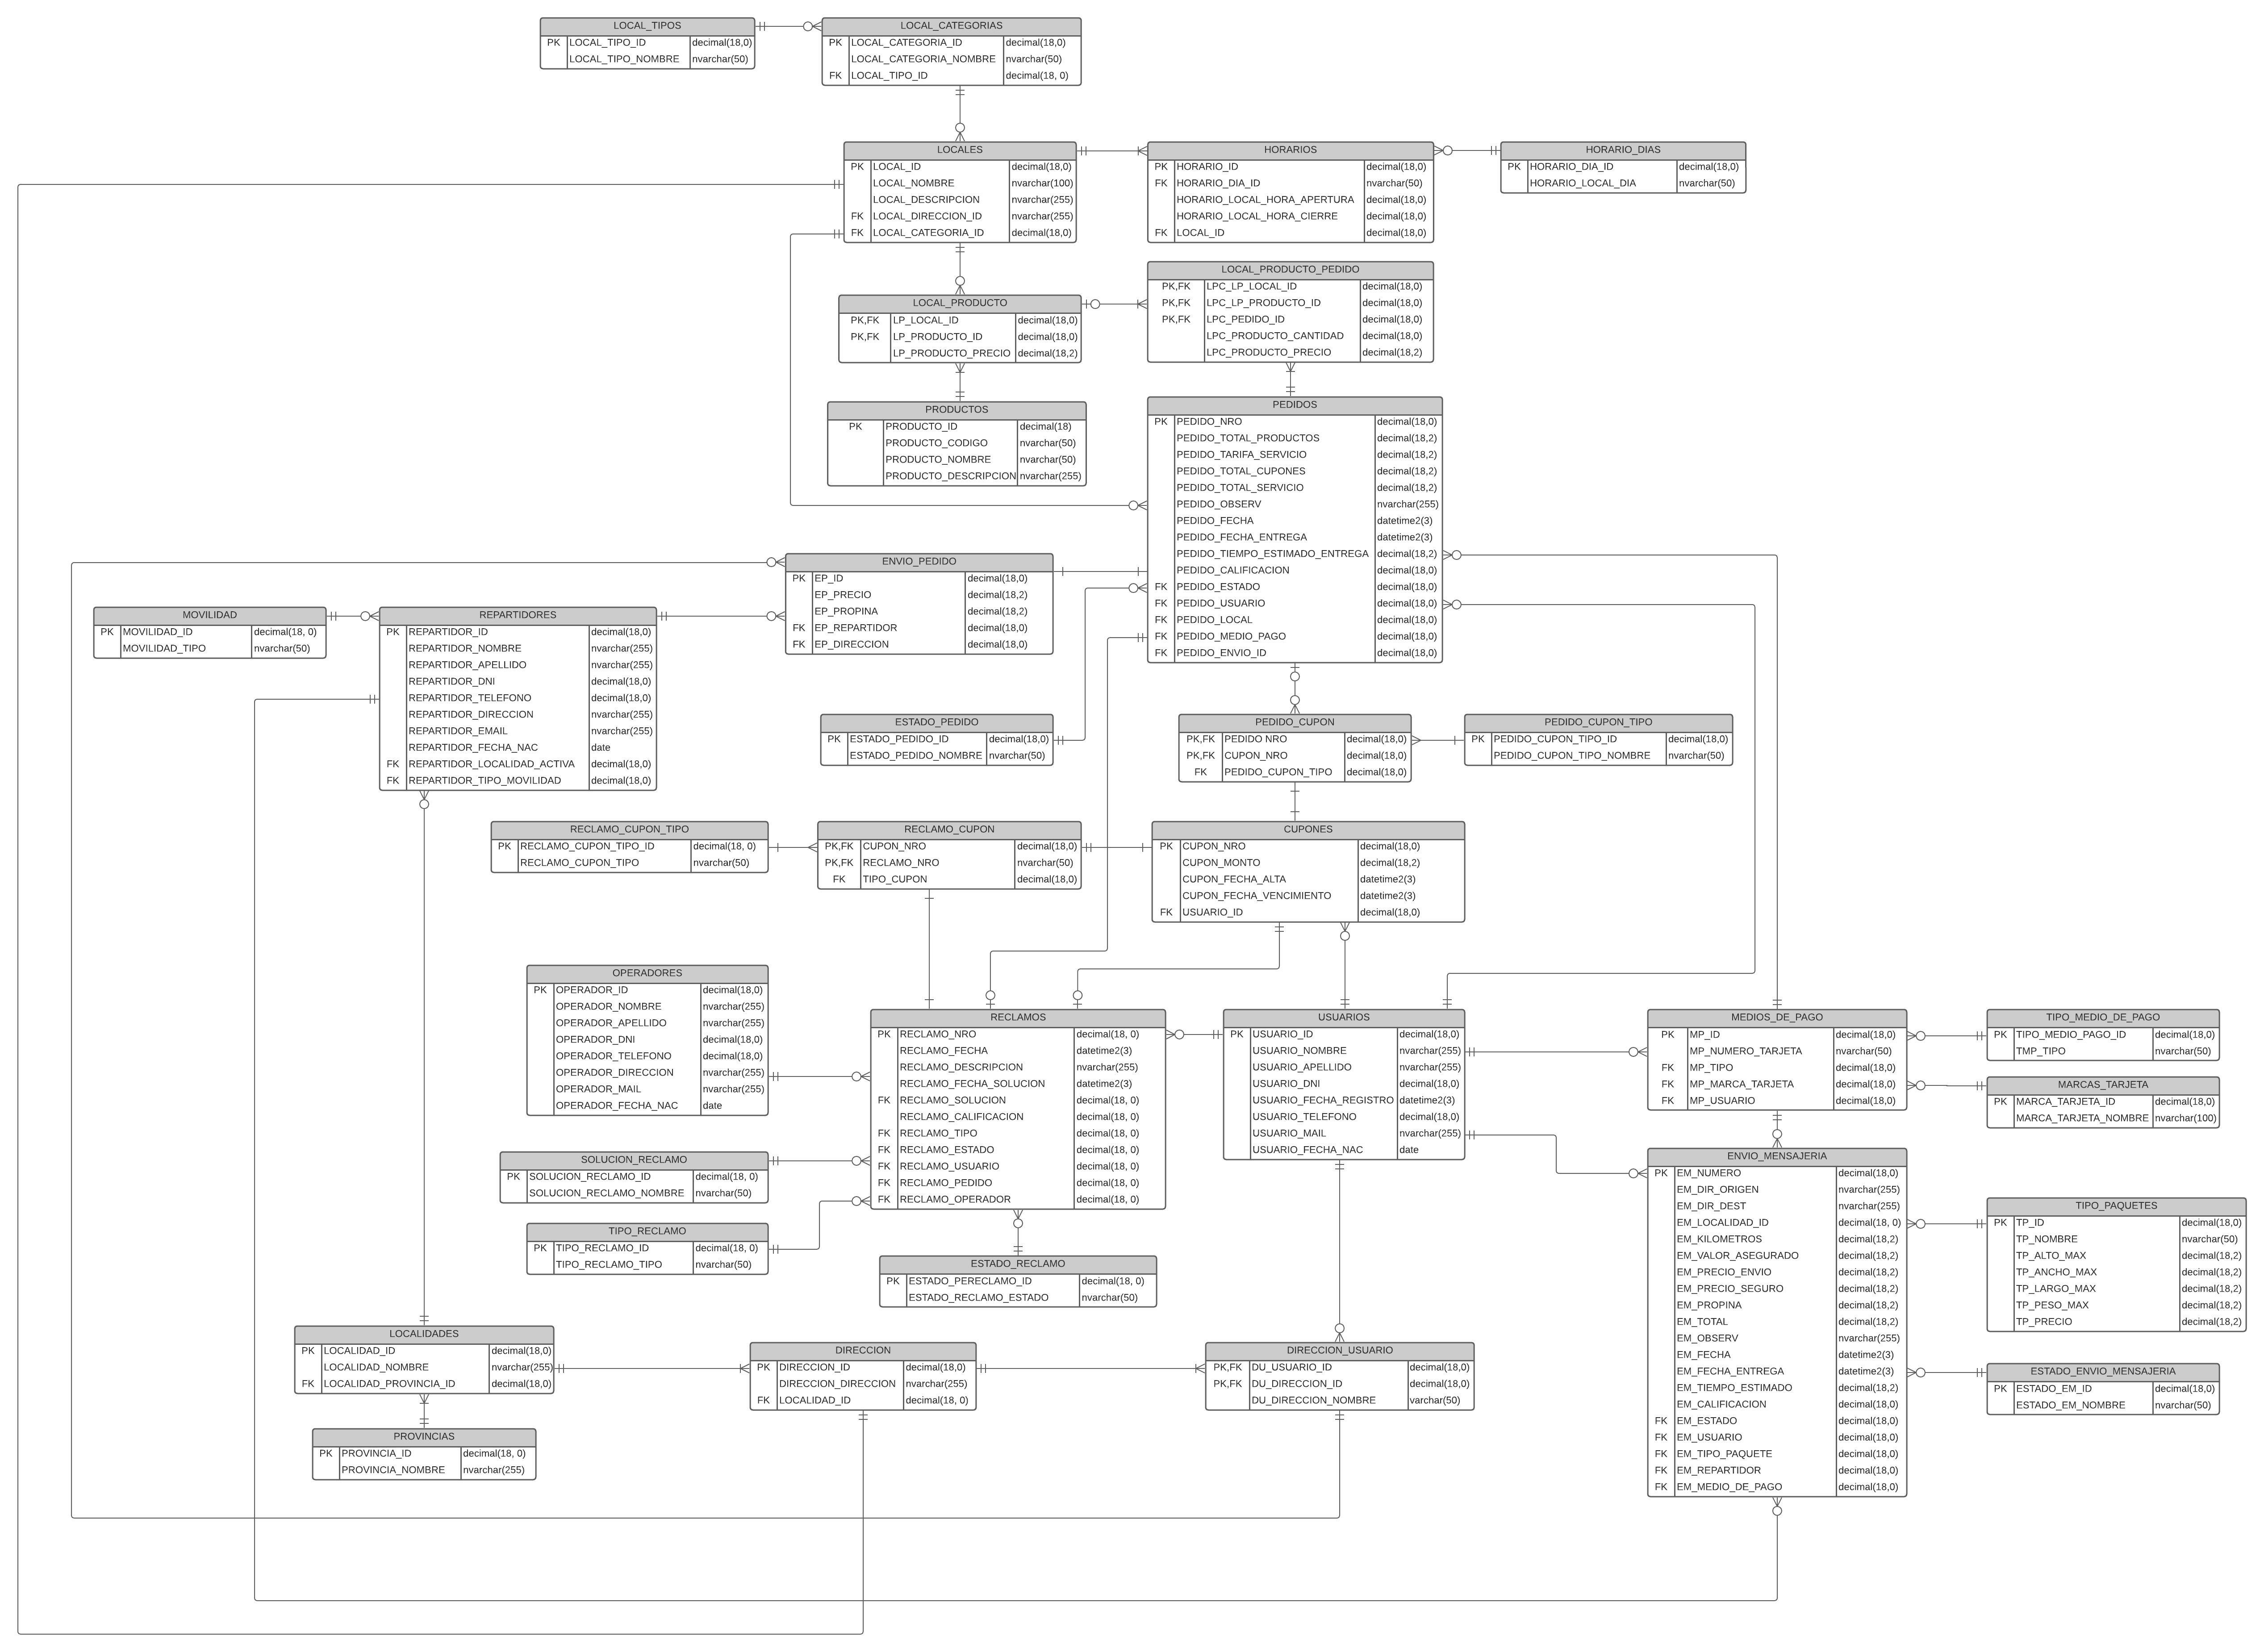 LOCAL_TIPOS
PK LOCAL_TIPO_ID decimal(18,0)
LOCAL_TIPO_NOMBRE nvarchar(50)
LOCAL_CATEGORIAS
PK LOCAL_CATEGORIA_ID decimal(18,0)
LOCAL_CATEGORIA_NOMBRE nvarchar(50)
FK LOCAL_TIPO_ID decimal(18, 0)
LOCALES
PK LOCAL_ID decimal(18,0)
LOCAL_NOMBRE nvarchar(100)
LOCAL_DESCRIPCION nvarchar(255)
FK LOCAL_DIRECCION_ID nvarchar(255)
FK LOCAL_CATEGORIA_ID decimal(18,0)
HORARIOS
PK HORARIO_ID decimal(18,0)
FK HORARIO_DIA_ID nvarchar(50)
HORARIO_LOCAL_HORA_APERTURA decimal(18,0)
HORARIO_LOCAL_HORA_CIERRE decimal(18,0)
FK LOCAL_ID decimal(18,0)
HORARIO_DIAS
PK HORARIO_DIA_ID decimal(18,0)
HORARIO_LOCAL_DIA nvarchar(50)
LOCAL_PRODUCTO
PK,FK LP_LOCAL_ID decimal(18,0)
PK,FK LP_PRODUCTO_ID decimal(18,0)
LP_PRODUCTO_PRECIO decimal(18,2)
LOCAL_PRODUCTO_PEDIDO
PK,FK LPC_LP_LOCAL_ID decimal(18,0)
PK,FK LPC_LP_PRODUCTO_ID decimal(18,0)
PK,FK LPC_PEDIDO_ID decimal(18,0)
LPC_PRODUCTO_CANTIDAD decimal(18,0)
LPC_PRODUCTO_PRECIO decimal(18,2)
PRODUCTOS
PK PRODUCTO_ID decimal(18)
PRODUCTO_CODIGO nvarchar(50)
PRODUCTO_NOMBRE nvarchar(50)
PRODUCTO_DESCRIPCION nvarchar(255)
PEDIDOS
PK PEDIDO_NRO decimal(18,0)
PEDIDO_TOTAL_PRODUCTOS decimal(18,2)
PEDIDO_TARIFA_SERVICIO decimal(18,2)
PEDIDO_TOTAL_CUPONES decimal(18,2)
PEDIDO_TOTAL_SERVICIO decimal(18,2)
PEDIDO_OBSERV nvarchar(255)
PEDIDO_FECHA datetime2(3)
PEDIDO_FECHA_ENTREGA datetime2(3)
PEDIDO_TIEMPO_ESTIMADO_ENTREGA decimal(18,2)
PEDIDO_CALIFICACION decimal(18,0)
FK PEDIDO_ESTADO decimal(18,0)
FK PEDIDO_USUARIO decimal(18,0)
FK PEDIDO_LOCAL decimal(18,0)
FK PEDIDO_MEDIO_PAGO decimal(18,0)
FK PEDIDO_ENVIO_ID decimal(18,0)
ENVIO_PEDIDO
PK EP_ID decimal(18,0)
EP_PRECIO decimal(18,2)
EP_PROPINA decimal(18,2)
FK EP_REPARTIDOR decimal(18,0)
FK EP_DIRECCION decimal(18,0)
MOVILIDAD
PK MOVILIDAD_ID decimal(18, 0)
MOVILIDAD_TIPO nvarchar(50)
REPARTIDORES
PK REPARTIDOR_ID decimal(18,0)
REPARTIDOR_NOMBRE nvarchar(255)
REPARTIDOR_APELLIDO nvarchar(255)
REPARTIDOR_DNI decimal(18,0)
REPARTIDOR_TELEFONO decimal(18,0)
REPARTIDOR_DIRECCION nvarchar(255)
REPARTIDOR_EMAIL nvarchar(255)
REPARTIDOR_FECHA_NAC date
FK REPARTIDOR_LOCALIDAD_ACTIVA decimal(18,0)
FK REPARTIDOR_TIPO_MOVILIDAD decimal(18,0)
ESTADO_PEDIDO
PK ESTADO_PEDIDO_ID decimal(18,0)
ESTADO_PEDIDO_NOMBRE nvarchar(50)
PEDIDO_CUPON
PK,FK PEDIDO NRO decimal(18,0)
PK,FK CUPON_NRO decimal(18,0)
FK PEDIDO_CUPON_TIPO decimal(18,0)
PEDIDO_CUPON_TIPO
PK PEDIDO_CUPON_TIPO_ID decimal(18,0)
PEDIDO_CUPON_TIPO_NOMBRE nvarchar(50)
RECLAMO_CUPON_TIPO
PK RECLAMO_CUPON_TIPO_ID decimal(18, 0)
RECLAMO_CUPON_TIPO nvarchar(50)
RECLAMO_CUPON
PK,FK CUPON_NRO decimal(18,0)
PK,FK RECLAMO_NRO nvarchar(50)
FK TIPO_CUPON decimal(18,0)
CUPONES
PK CUPON_NRO decimal(18,0)
CUPON_MONTO decimal(18,2)
CUPON_FECHA_ALTA datetime2(3)
CUPON_FECHA_VENCIMIENTO datetime2(3)
FK USUARIO_ID decimal(18,0)
OPERADORES
PK OPERADOR_ID decimal(18,0)
OPERADOR_NOMBRE nvarchar(255)
OPERADOR_APELLIDO nvarchar(255)
OPERADOR_DNI decimal(18,0)
OPERADOR_TELEFONO decimal(18,0)
OPERADOR_DIRECCION nvarchar(255)
OPERADOR_MAIL nvarchar(255)
OPERADOR_FECHA_NAC date
RECLAMOS
PK RECLAMO_NRO decimal(18, 0)
RECLAMO_FECHA datetime2(3)
RECLAMO_DESCRIPCION nvarchar(255)
RECLAMO_FECHA_SOLUCION datetime2(3)
FK RECLAMO_SOLUCION decimal(18, 0)
RECLAMO_CALIFICACION decimal(18, 0)
FK RECLAMO_TIPO decimal(18, 0)
FK RECLAMO_ESTADO decimal(18, 0)
FK RECLAMO_USUARIO decimal(18, 0)
FK RECLAMO_PEDIDO decimal(18, 0)
FK RECLAMO_OPERADOR decimal(18, 0)
USUARIOS
PK USUARIO_ID decimal(18,0)
USUARIO_NOMBRE nvarchar(255)
USUARIO_APELLIDO nvarchar(255)
USUARIO_DNI decimal(18,0)
USUARIO_FECHA_REGISTRO datetime2(3)
USUARIO_TELEFONO decimal(18,0)
USUARIO_MAIL nvarchar(255)
USUARIO_FECHA_NAC date
MEDIOS_DE_PAGO
PK MP_ID decimal(18,0)
MP_NUMERO_TARJETA nvarchar(50)
FK MP_TIPO decimal(18,0)
FK MP_MARCA_TARJETA decimal(18,0)
FK MP_USUARIO decimal(18,0)
TIPO_MEDIO_DE_PAGO
PK TIPO_MEDIO_PAGO_ID decimal(18,0)
TMP_TIPO nvarchar(50)
MARCAS_TARJETA
PK MARCA_TARJETA_ID decimal(18,0)
MARCA_TARJETA_NOMBRE nvarchar(100)
SOLUCION_RECLAMO
PK SOLUCION_RECLAMO_ID decimal(18, 0)
SOLUCION_RECLAMO_NOMBRE nvarchar(50)
TIPO_RECLAMO
PK TIPO_RECLAMO_ID decimal(18, 0)
TIPO_RECLAMO_TIPO nvarchar(50)
ESTADO_RECLAMO
PK ESTADO_PERECLAMO_ID decimal(18, 0)
ESTADO_RECLAMO_ESTADO nvarchar(50)
ENVIO_MENSAJERIA
PK EM_NUMERO decimal(18,0)
EM_DIR_ORIGEN nvarchar(255)
EM_DIR_DEST nvarchar(255)
EM_LOCALIDAD_ID decimal(18, 0)
EM_KILOMETROS decimal(18,2)
EM_VALOR_ASEGURADO decimal(18,2)
EM_PRECIO_ENVIO decimal(18,2)
EM_PRECIO_SEGURO decimal(18,2)
EM_PROPINA decimal(18,2)
EM_TOTAL decimal(18,2)
EM_OBSERV nvarchar(255)
EM_FECHA datetime2(3)
EM_FECHA_ENTREGA datetime2(3)
EM_TIEMPO_ESTIMADO decimal(18,2)
EM_CALIFICACION decimal(18,0)
FK EM_ESTADO decimal(18,0)
FK EM_USUARIO decimal(18,0)
FK EM_TIPO_PAQUETE decimal(18,0)
FK EM_REPARTIDOR decimal(18,0)
FK EM_MEDIO_DE_PAGO decimal(18,0)
TIPO_PAQUETES
PK TP_ID decimal(18,0)
TP_NOMBRE nvarchar(50)
TP_ALTO_MAX decimal(18,2)
TP_ANCHO_MAX decimal(18,2)
TP_LARGO_MAX decimal(18,2)
TP_PESO_MAX decimal(18,2)
TP_PRECIO decimal(18,2)
ESTADO_ENVIO_MENSAJERIA
PK ESTADO_EM_ID decimal(18,0)
ESTADO_EM_NOMBRE nvarchar(50)
LOCALIDADES
PK LOCALIDAD_ID decimal(18,0)
LOCALIDAD_NOMBRE nvarchar(255)
FK LOCALIDAD_PROVINCIA_ID decimal(18,0)
DIRECCION
PK DIRECCION_ID decimal(18,0)
DIRECCION_DIRECCION nvarchar(255)
FK LOCALIDAD_ID decimal(18, 0)
DIRECCION_USUARIO
PK,FK DU_USUARIO_ID decimal(18,0)
PK,FK DU_DIRECCION_ID decimal(18,0)
DU_DIRECCION_NOMBRE varchar(50)
PROVINCIAS
PK PROVINCIA_ID decimal(18, 0)
PROVINCIA_NOMBRE nvarchar(255)